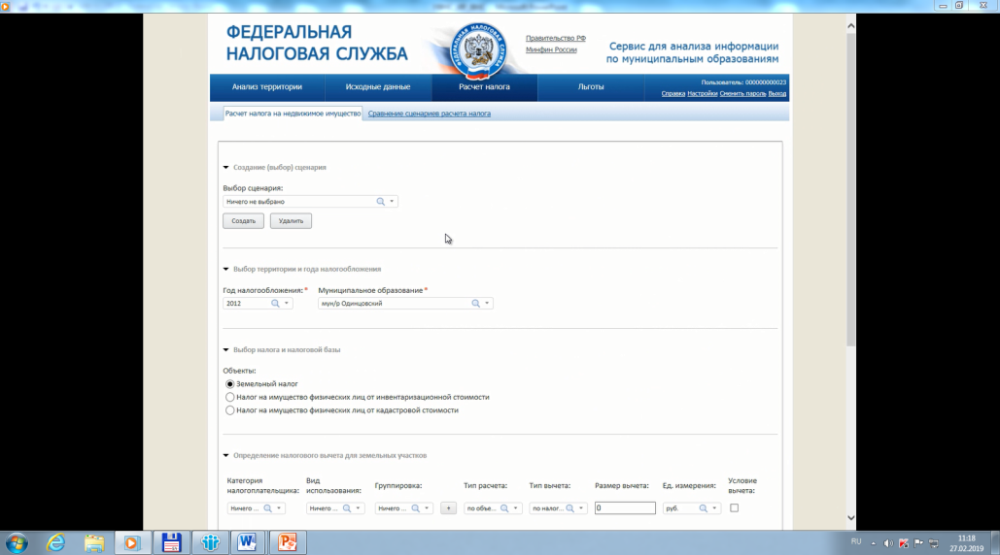 ФЕДЕРАЛЬНАЯ
НАЛОГОВАЯ СЛУЖБА
ФЕДЕРАЛЬНАЯ НАЛОГОВАЯ СЛУЖБА
Правительство РФ
Минфин России
Сервис для анализа информации
по муниципальным образованиям
Анализ территории
Исходные данные
Расчет налога
Льготы
Пользователь: 000000000023
Справка Настройки Сменить пароль Выход
Расчет налога на недвижимое имущество
Сравнение сценариев расчета налога
Создание (выбор) сценария
Выбор сценария:
Ничего не выбрано
Создать
Удалить
Выбор территории и года налогообложения
Год налогообложения:* Муниципальное образование*
2012 мун/р Одинцовский
Выбор налога и налоговой базы
Объекты:
Земельный налог
Налог на имущество физических лиц от инвентаризационной стоимости
Налог на имущество физических лиц от кадастровой стоимости
Определение налогового вычета для земельных участков
Категория налогоплательщика:
Вид использования:
Группировка:
Тип расчета:
Тип вычета:
Размер вычета:
Ед. измерения:
Условие вычета:
Ничего ... Ничего ... Ничего ... + по объе... по налог... 0 руб.
RU
11:18
27.02.2019